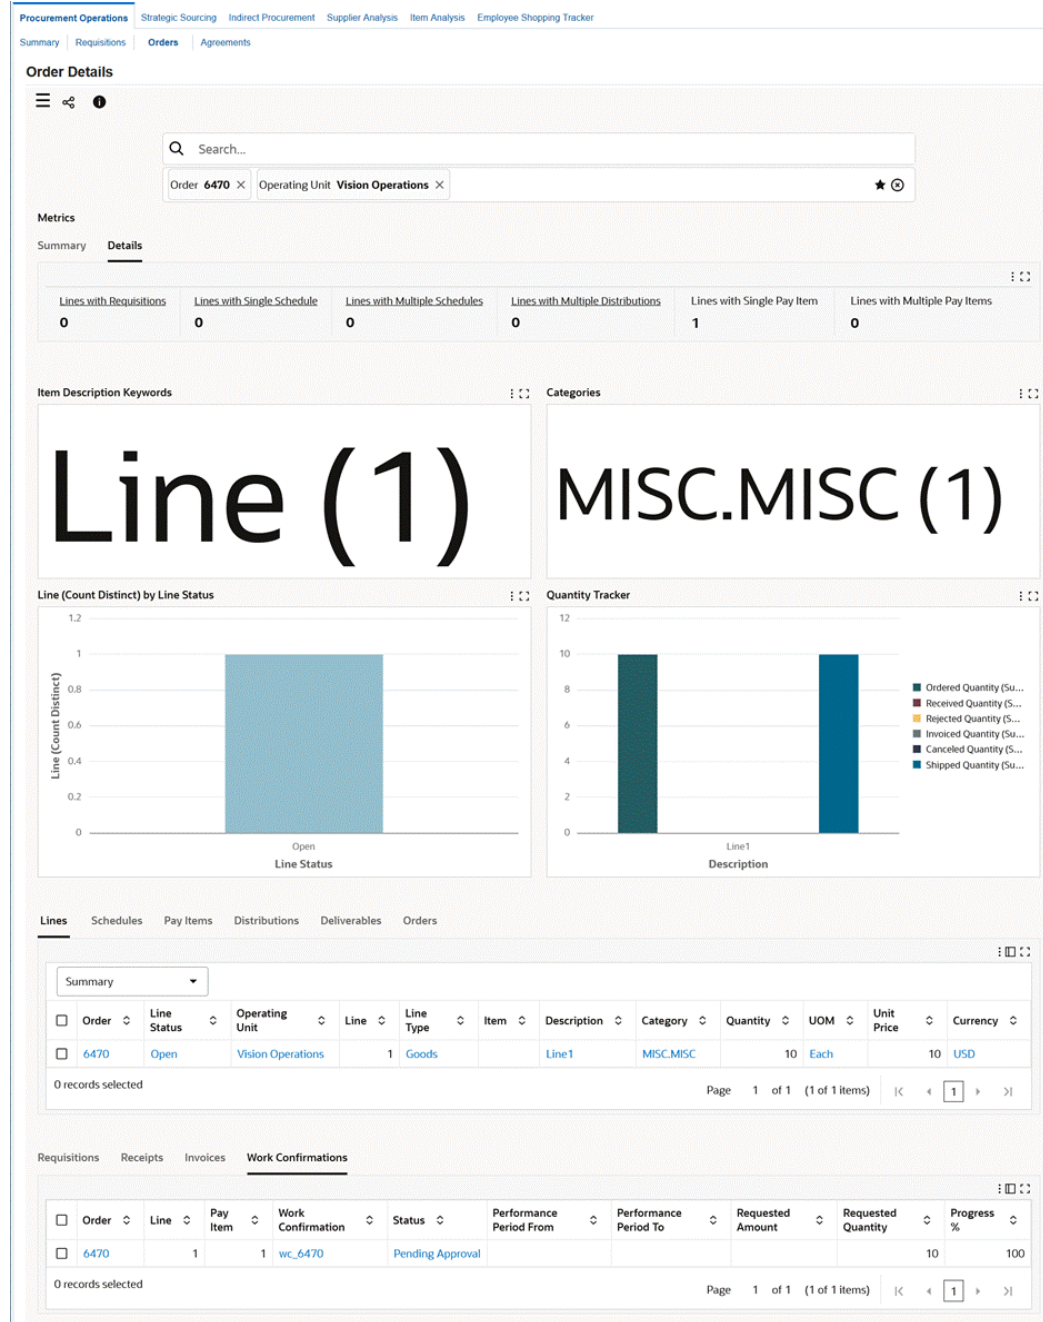 Procurement Operations Strategic Sourcing Indirect Procurement Supplier Analysis Item Analysis Employee Shopping Tracker
Summary Requisitions Orders Agreements
Order Details
Search...
Order 6470 × Operating Unit Vision Operations ×
Metrics
Summary Details
Lines with Requisitions Lines with Single Schedule Lines with Multiple Schedules Lines with Multiple Distributions Lines with Single Pay Item Lines with Multiple Pay Items
0 0 0 0 1 0
Item Description Keywords
Line (1)
Categories
MISC.MISC (1)
Line (Count Distinct) by Line Status
1.2
1
0.8
0.6
0.4
0.2
0
Line (Count Distinct)
Open
Line Status
Quantity Tracker
12
10
8
6
4
2
0
Line1
Description
Ordered Quantity (Su...
Received Quantity (S...
Rejected Quantity (S...
Invoiced Quantity (Su...
Canceled Quantity (S...
Shipped Quantity (Su...
Lines Schedules Pay Items Distributions Deliverables Orders
Summary
Order Line Status Operating Unit Line Line Type Item Description Category Quantity UOM Unit Price Currency
6470 Open Vision Operations 1 Goods Line1 MISC.MISC 10 Each 10 USD
0 records selected
Page 1 of 1 (1 of 1 items) 1
Requisitions Receipts Invoices Work Confirmations
Order Line Pay Item Work Confirmation Status Performance Period From Performance Period To Requested Amount Requested Quantity Progress %
6470 1 1 wc_6470 Pending Approval 10 100
0 records selected
Page 1 of 1 (1 of 1 items) 1